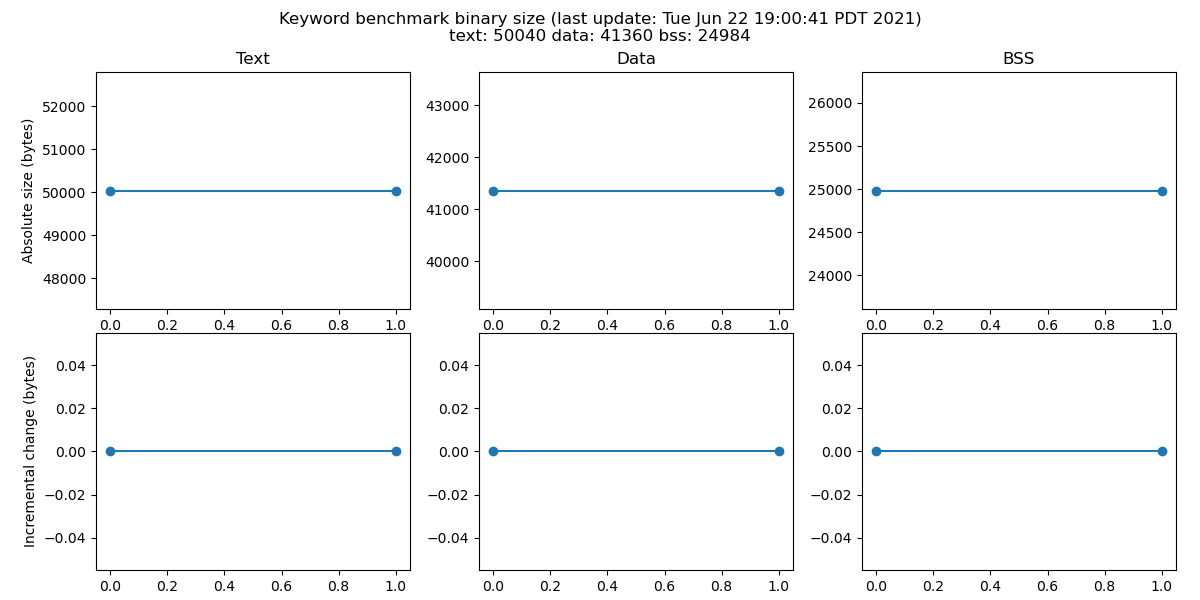 Keyword benchmark binary size (last update: Tue Jun 22 19:00:41 PDT 2021)
text: 50040 data: 41360 bss: 24984
Text
Data
BSS
Absolute size (bytes)
52000
51000
50000
49000
48000
0.0 0.2 0.4 0.6 0.8 1.0
43000
42000
41000
40000
0.0 0.2 0.4 0.6 0.8 1.0
26000
25500
25000
24500
24000
0.0 0.2 0.4 0.6 0.8 1.0
Incremental change (bytes)
0.04
0.02
0.00
−0.02
−0.04
0.0 0.2 0.4 0.6 0.8 1.0
0.04
0.02
0.00
−0.02
−0.04
0.0 0.2 0.4 0.6 0.8 1.0
0.04
0.02
0.00
−0.02
−0.04
0.0 0.2 0.4 0.6 0.8 1.0